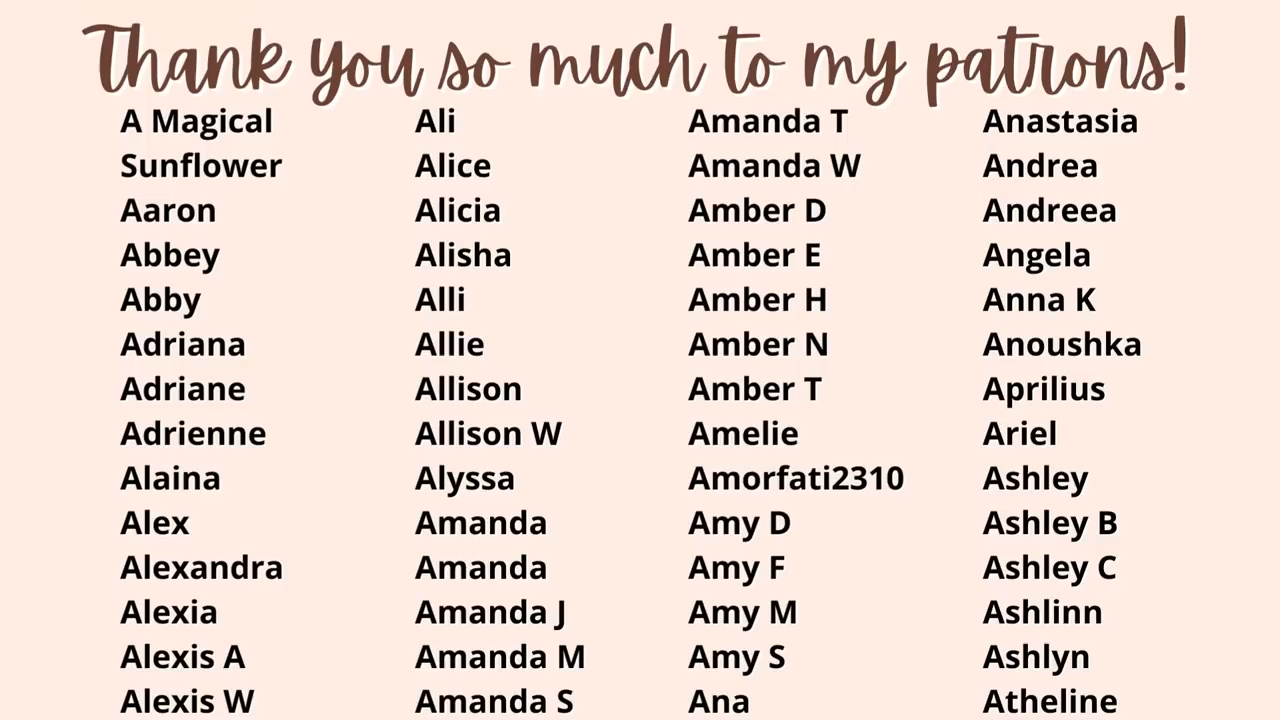 Thank you so much to my patrons!
A Magical
Sunflower
Aaron
Abbey
Abby
Adriana
Adriane
Adrienne
Alaina
Alex
Alexandra
Alexia
Alexis A
Alexis W
Ali
Alice
Alicia
Alisha
Alli
Allie
Allison
Allison W
Alyssa
Amanda
Amanda
Amanda J
Amanda M
Amanda S
Amanda T
Amanda W
Amber D
Amber E
Amber H
Amber N
Amber T
Amelie
Amorfati2310
Amy D
Amy F
Amy M
Amy S
Ana
Anastasia
Andrea
Andreea
Angela
Anna K
Anoushka
Aprilius
Ariel
Ashley
Ashley B
Ashley C
Ashlinn
Ashlyn
Atheline